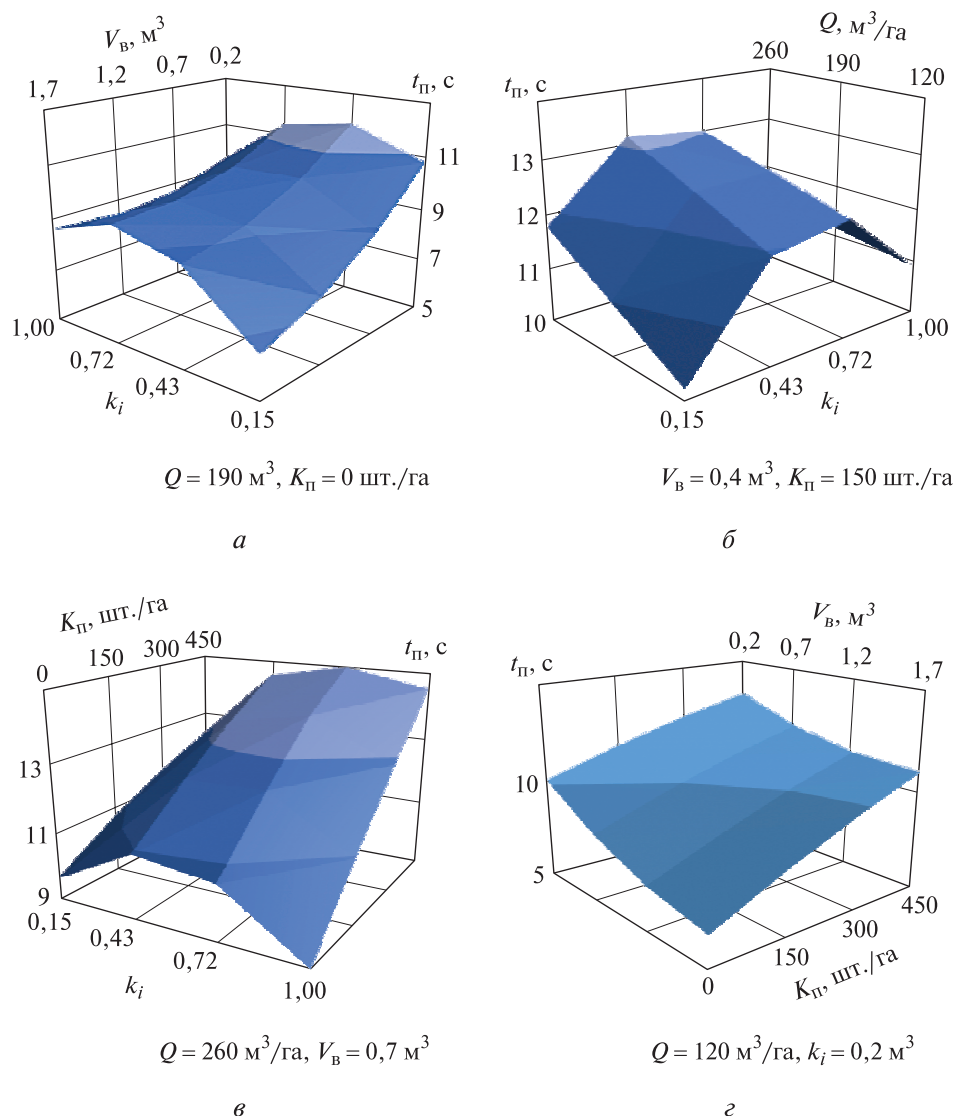 V_в, м³
1,7 1,2 0,7 0,2
t_п, с
11
9
7
5
1,00 0,72 0,43 0,15
k_i
Q = 190 м³, K_п = 0 шт./га
а
Q, м³/га
260 190 120
t_п, с
13
12
11
10
0,15 0,43 0,72 1,00
k_i
V_в = 0,4 м³, K_п = 150 шт./га
б
K_п, шт./га
0 150 300 450
t_п, с
13
11
9
0,15 0,43 0,72 1,00
k_i
Q = 260 м³/га, V_в = 0,7 м³
в
V_в, м³
0,2 0,7 1,2 1,7
t_п, с
10
5
0 150 300 450
K_п, шт./га
Q = 120 м³/га, k_i = 0,2 м³
г